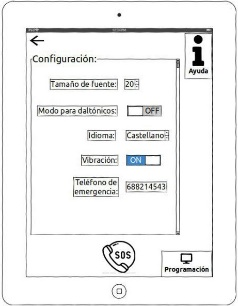 Configuración:
Ayuda
Tamaño de fuente: 20
Modo para daltónicos: OFF
Idioma: Castellano
Vibración: ON
Teléfono de
emergencia: 688214543
SOS
Programación